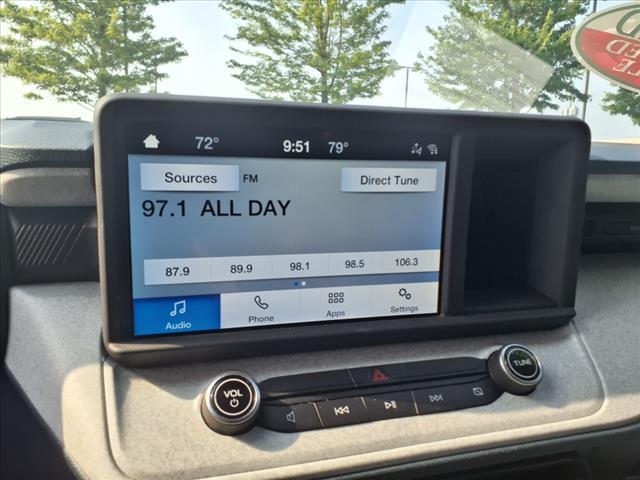 72° 9:51 79°
Sources FM Direct Tune
97.1 ALL DAY
87.9 89.9 98.1 98.5 106.3
Audio Phone Apps Settings
VOL TUNE